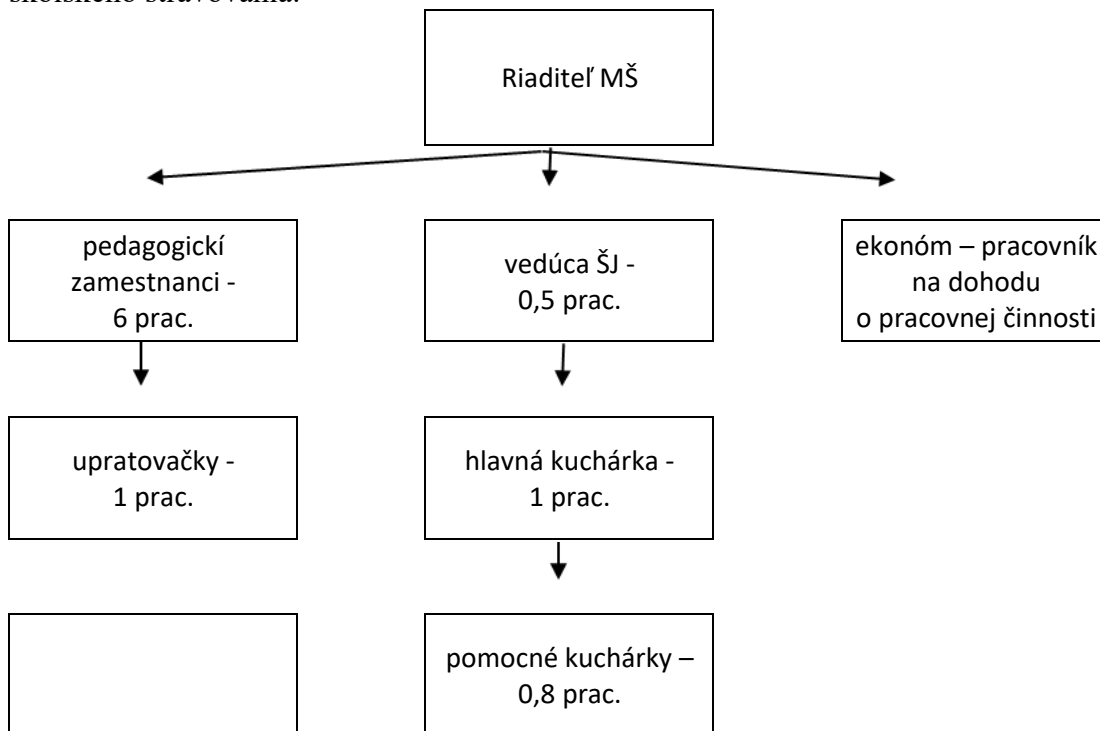 školského stravovania.
Riaditeľ MŠ
pedagogickí
zamestnanci -
6 prac.
vedúca ŠJ -
0,5 prac.
ekonóm – pracovník
na dohodu
o pracovnej činnosti
upratovačky -
1 prac.
hlavná kuchárka -
1 prac.
pomocné kuchárky –
0,8 prac.